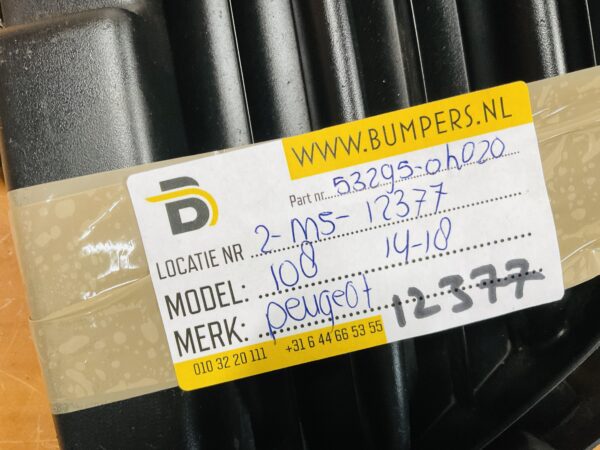 WWW.BUMPERS.NL
Part nr. 53295-0h020
LOCATIE NR 2-M5-12377
MODEL: 108 14-18
MERK: peugeot 12377
010 32 20 111 +31 6 44 66 53 55